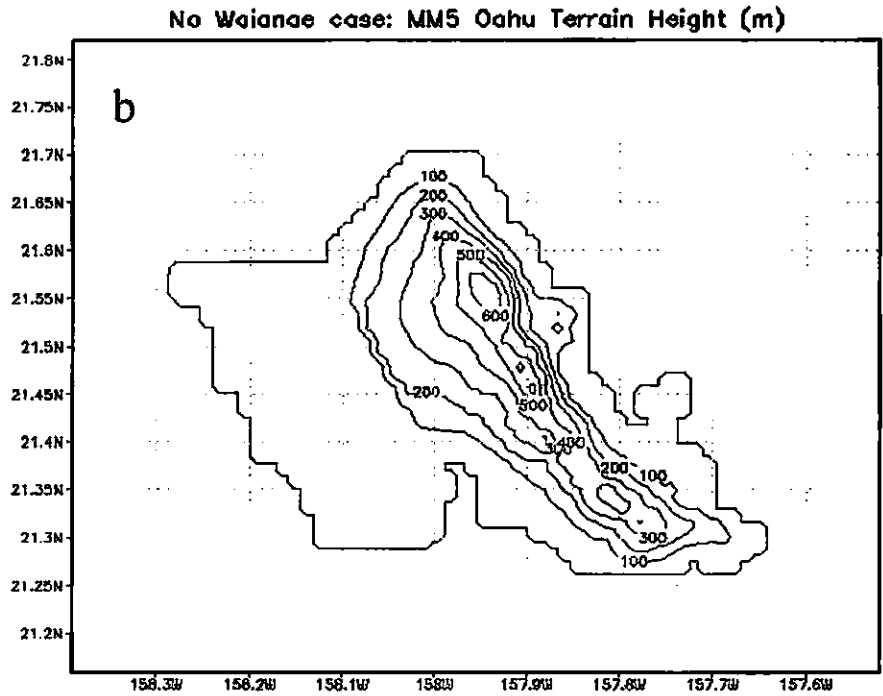 No Waianae case: MM5 Oahu Terrain Height (m)
b
21.8N
21.75N
21.7N
21.65N
21.6N
21.55N
21.5N
21.45N
21.4N
21.35N
21.3N
21.25N
21.2N
100
200
300
400
500
600
200
500
400
300
200
100
300
100
158.3W
158.2W
158.1W
158W
157.9W
157.8W
157.7W
157.6W